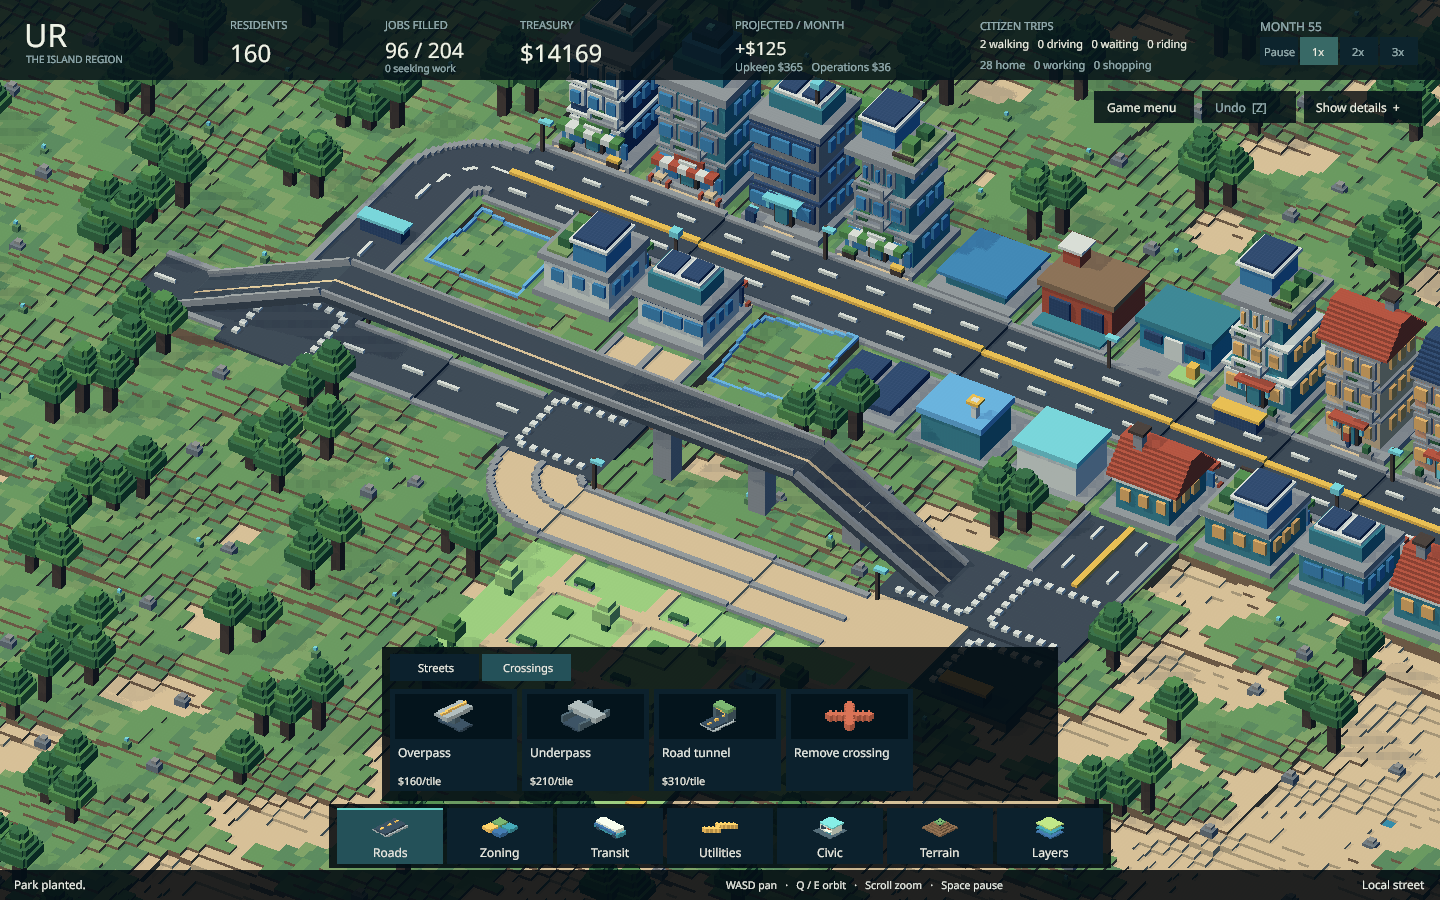 UR
THE ISLAND REGION
RESIDENTS
160
JOBS FILLED
96 / 204
0 seeking work
TREASURY
$14169
PROJECTED / MONTH
+$125
Upkeep $365 Operations $36
CITIZEN TRIPS
2 walking 0 driving 0 waiting 0 riding
28 home 0 working 0 shopping
MONTH 55
Pause 1x 2x 3x
Game menu
Undo [Z]
Show details +
Streets
Crossings
Overpass
$160/tile
Underpass
$210/tile
Road tunnel
$310/tile
Remove crossing
Roads
Zoning
Transit
Utilities
Civic
Terrain
Layers
Park planted.
WASD pan · Q / E orbit · Scroll zoom · Space pause
Local street